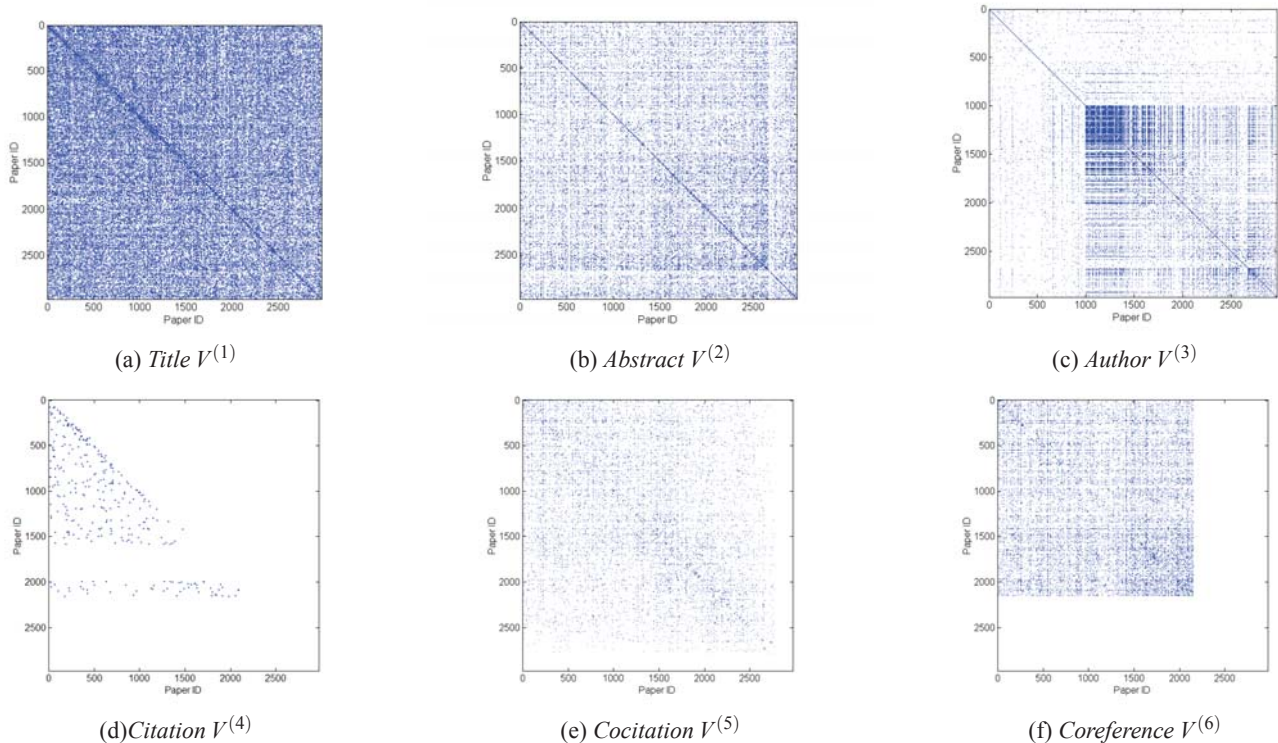 0
500
1000
1500
2000
2500
Paper ID
0 500 1000 1500 2000 2500
Paper ID
(a) Title V(1)
0
500
1000
1500
2000
2500
Paper ID
0 500 1000 1500 2000 2500
Paper ID
(b) Abstract V(2)
0
500
1000
1500
2000
2500
Paper ID
0 500 1000 1500 2000 2500
Paper ID
(c) Author V(3)
0
500
1000
1500
2000
2500
Paper ID
0 500 1000 1500 2000 2500
Paper ID
(d)Citation V(4)
0
500
1000
1500
2000
2500
Paper ID
0 500 1000 1500 2000 2500
Paper ID
(e) Cocitation V(5)
0
500
1000
1500
2000
2500
Paper ID
0 500 1000 1500 2000 2500
Paper ID
(f) Coreference V(6)